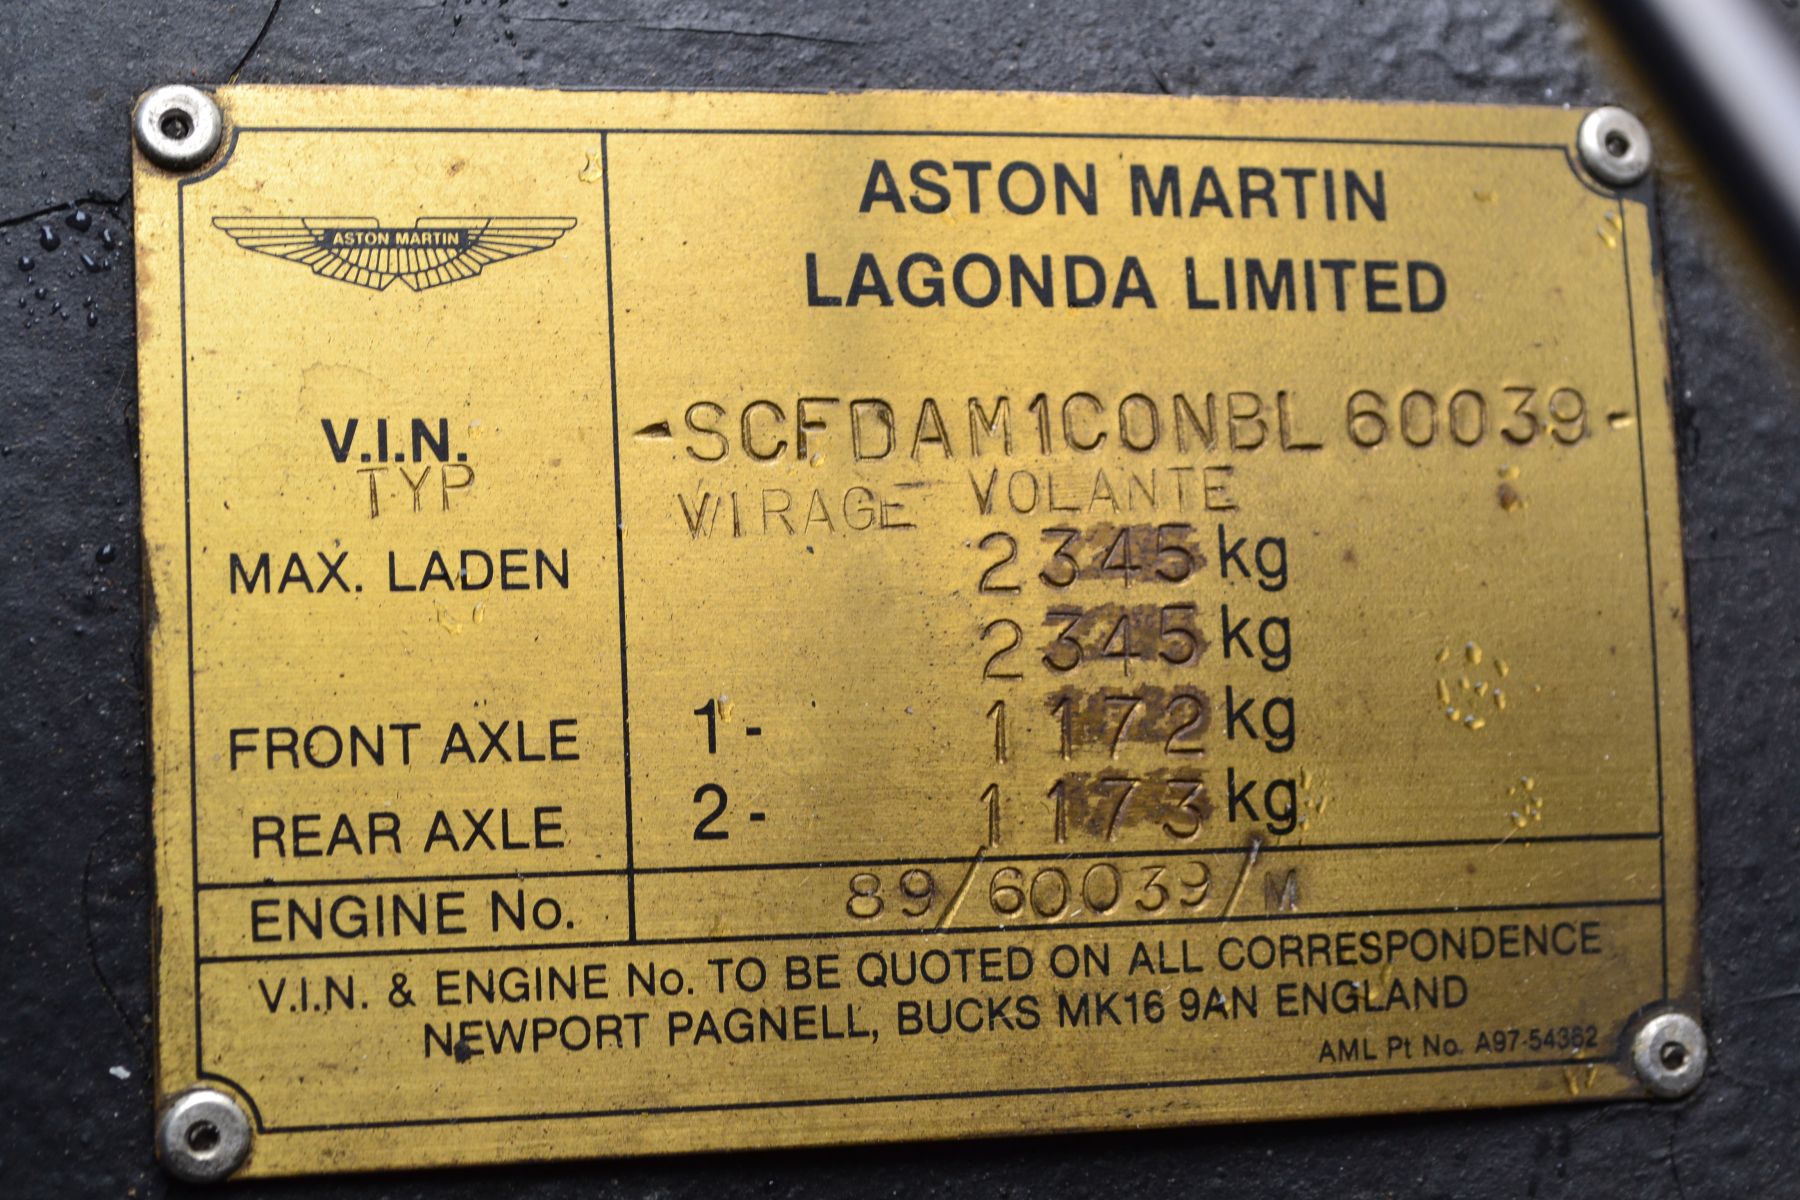 ASTON MARTIN
ASTON MARTIN
LAGONDA LIMITED
V.I.N. -SCFDAM1C0NBL60039-
TYP VIRAGE VOLANTE
MAX. LADEN 2345 kg
2345 kg
FRONT AXLE 1- 1172 kg
REAR AXLE 2- 1173 kg
ENGINE No. 89/60039/M
V.I.N. & ENGINE No. TO BE QUOTED ON ALL CORRESPONDENCE
NEWPORT PAGNELL, BUCKS MK16 9AN ENGLAND
AML Pt No. A97-54362